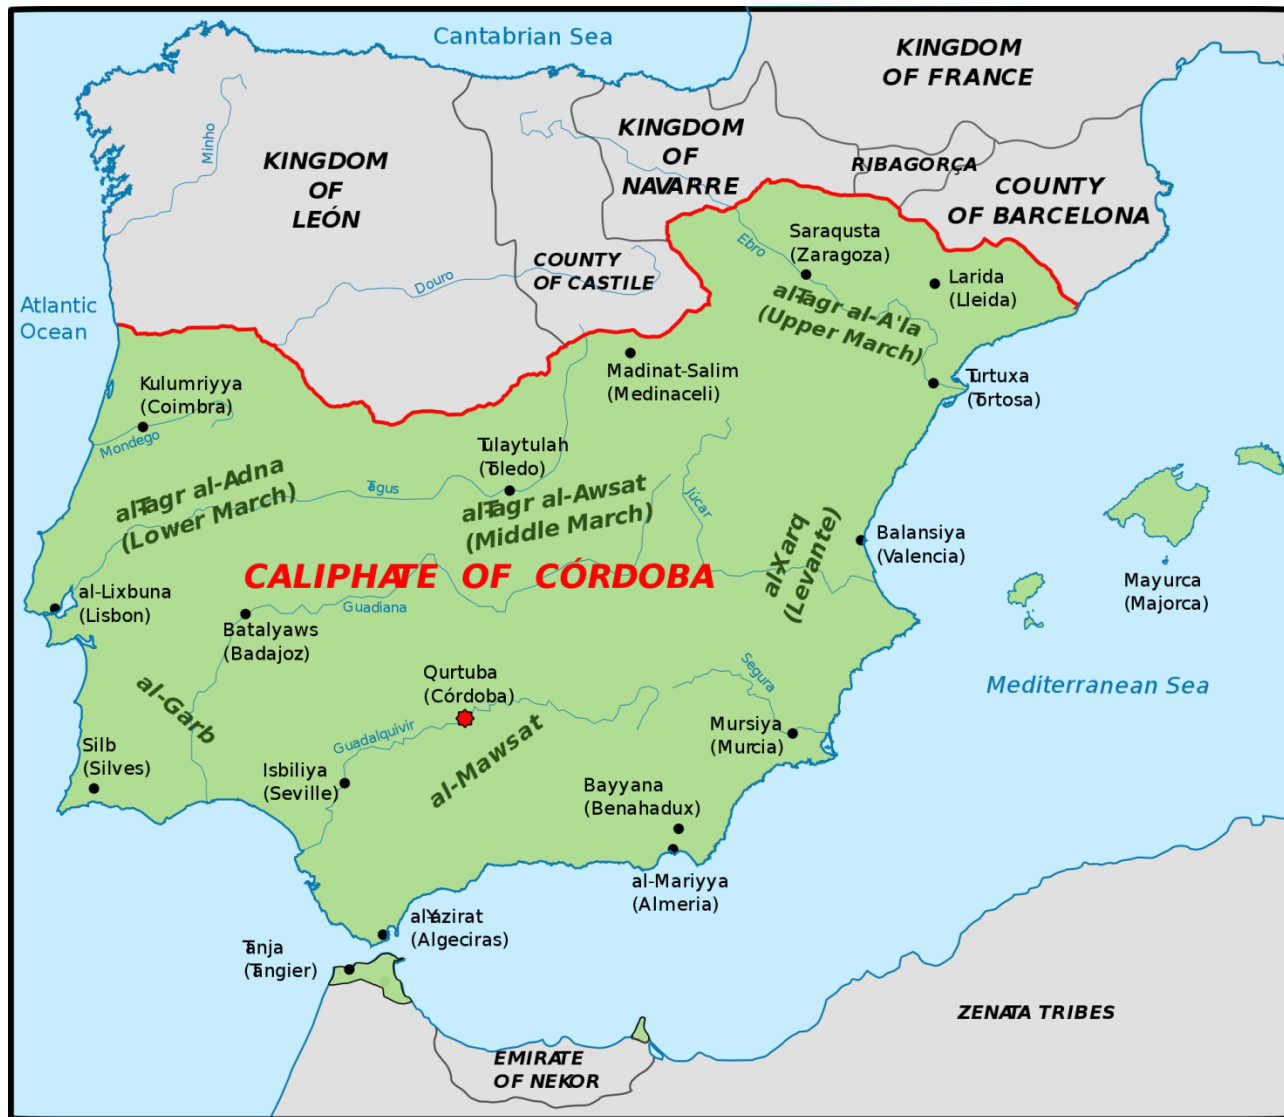 Cantabrian Sea
KINGDOM
OF FRANCE
Minho
KINGDOM
OF
LEÓN
KINGDOM
OF
NAVARRE
RIBAGORÇA
COUNTY
OF BARCELONA
COUNTY
OF CASTILE
Douro
Ebro
Saraqusta
(Zaragoza)
Larida
(Lleida)
Atlantic
Ocean
al-Tagr al-A'la
(Upper March)
Kulumriyya
(Coimbra)
Mondego
Madinat-Salim
(Medinaceli)
Turtuxa
(Tortosa)
Tulaytulah
(Toledo)
al-Tagr al-Adna
(Lower March)
Tagus
al-Tagr al-Awsat
(Middle March)
Júcar
al-Xarq
(Levante)
Balansiya
(Valencia)
CALIPHATE OF CÓRDOBA
Mayurca
(Majorca)
al-Lixbuna
(Lisbon)
Batalyaws
(Badajoz)
Guadiana
Qurtuba
(Córdoba)
Segura
Mediterranean Sea
al-Garb
Guadalquivir
al-Mawsat
Mursiya
(Murcia)
Silb
(Silves)
Isbiliya
(Seville)
Bayyana
(Benahadux)
al-Mariyya
(Almeria)
al-Yazirat
(Algeciras)
Tanja
(Tangier)
ZENATA TRIBES
EMIRATE
OF NEKOR